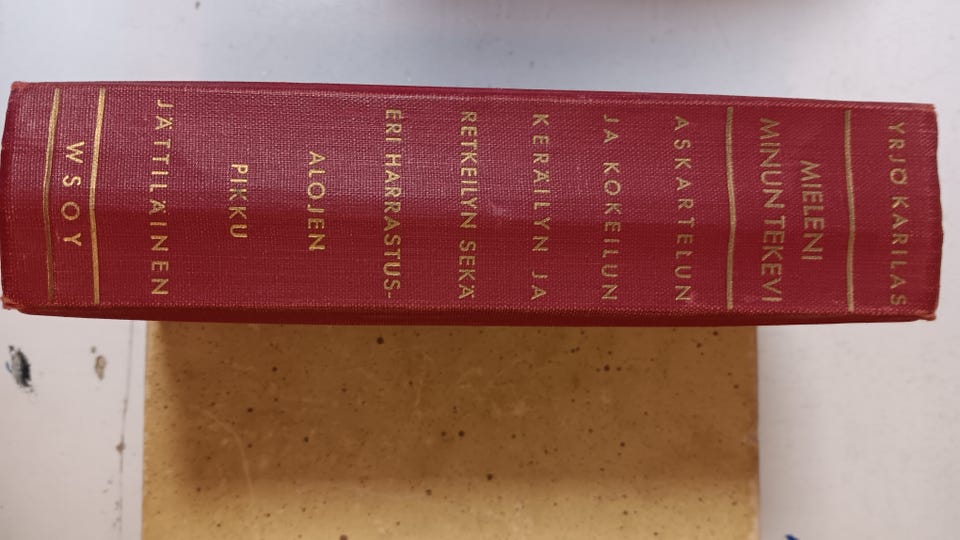 YRJÖ KARILAS
MIELENI
MINUN TEKEVI
ASKARTELUN
JA KOKEILUN
KERÄILYN JA
RETKEILYN SEKÄ
ERI HARRASTUS-
ALOJEN
PIKKU
JÄTTILÄINEN
WSOY